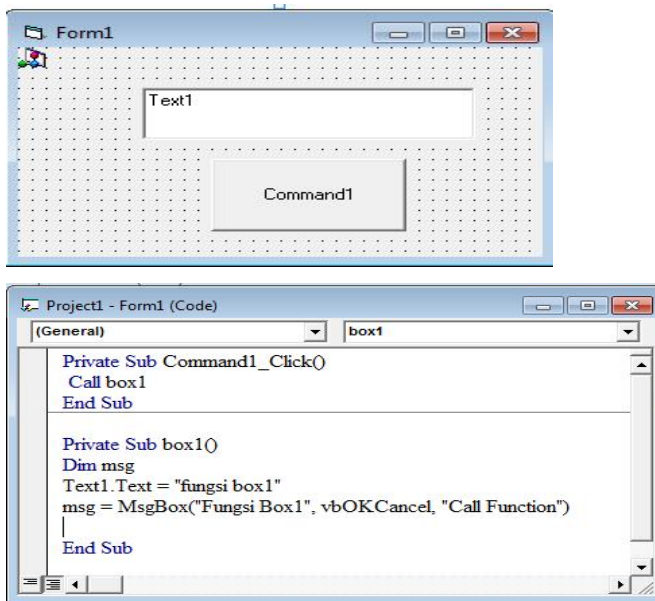 Form1
Text1
Command1
Project1 - Form1 (Code)
(General) box1
Private Sub Command1_Click()
Call box1
End Sub
Private Sub box1()
Dim msg
Text1.Text = "fungsi box1"
msg = MsgBox("Fungsi Box1", vbOKCancel, "Call Function")
End Sub